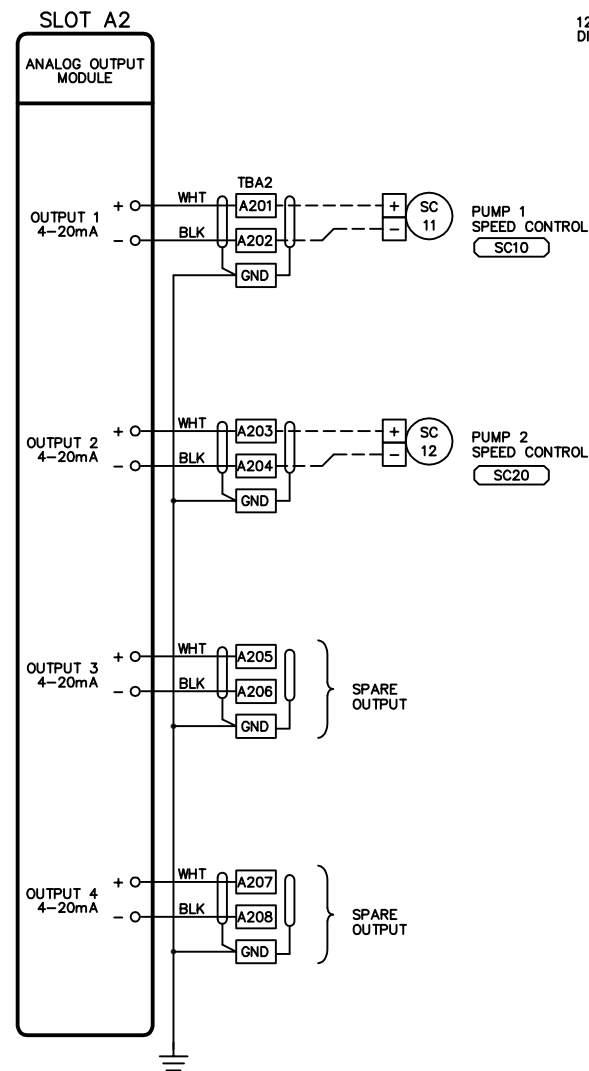 SLOT A2
ANALOG OUTPUT
MODULE
TBA2
OUTPUT 1
4-20mA
+
WHT
A201
+
-
BLK
A202
-
GND
SC
11
PUMP 1
SPEED CONTROL
SC10
OUTPUT 2
4-20mA
+
WHT
A203
+
-
BLK
A204
-
GND
SC
12
PUMP 2
SPEED CONTROL
SC20
OUTPUT 3
4-20mA
+
WHT
A205
-
BLK
A206
GND
SPARE
OUTPUT
OUTPUT 4
4-20mA
+
WHT
A207
-
BLK
A208
GND
SPARE
OUTPUT